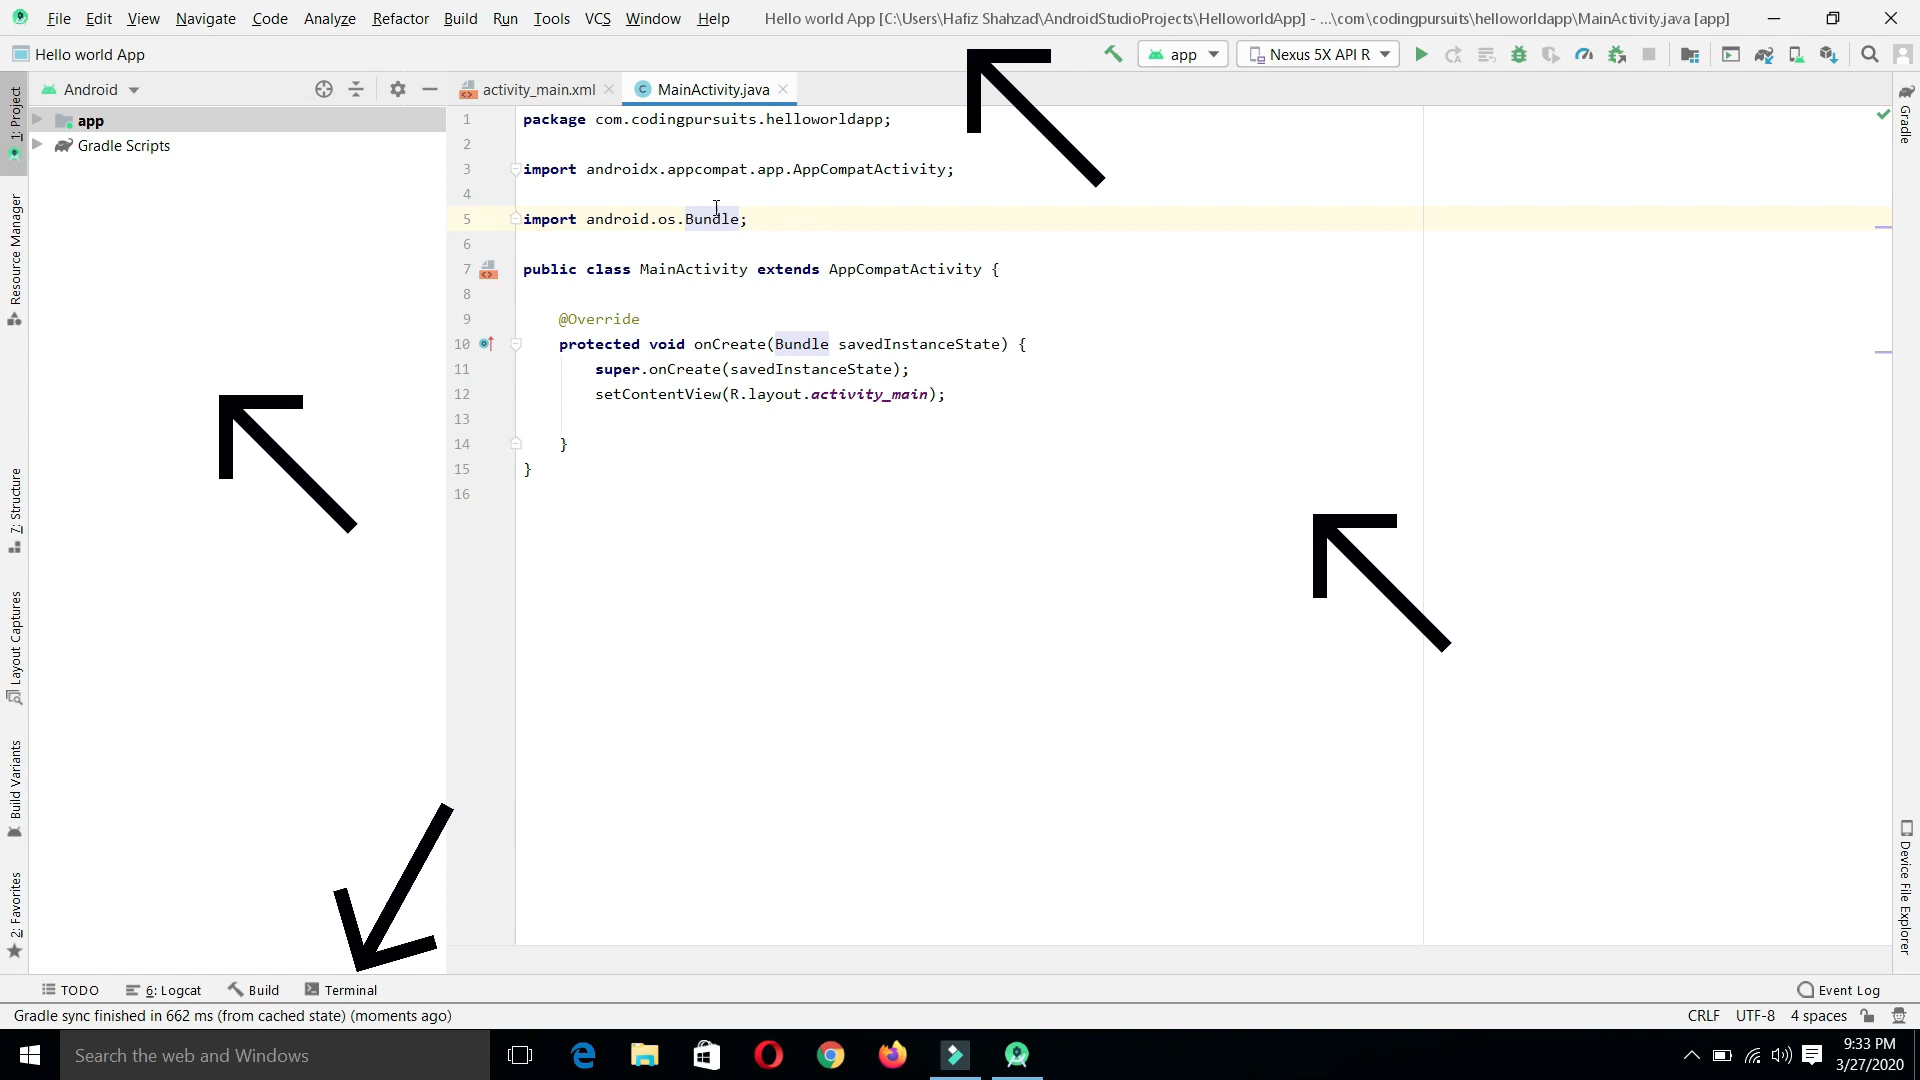 File Edit View Navigate Code Analyze Refactor Build Run Tools VCS Window Help Hello world App [C:\Users\Hafiz Shahzad\AndroidStudioProjects\HelloworldApp] - ...\com\codingpursuits\helloworldapp\MainActivity.java [app]
Hello world App app Nexus 5X API R
Android activity_main.xml MainActivity.java
1: Project
Resource Manager
7: Structure
Layout Captures
Build Variants
2: Favorites
app
Gradle Scripts
1 package com.codingpursuits.helloworldapp;
2
3 import androidx.appcompat.app.AppCompatActivity;
4
5 import android.os.Bundle;
6
7 public class MainActivity extends AppCompatActivity {
8
9 @Override
10 protected void onCreate(Bundle savedInstanceState) {
11 super.onCreate(savedInstanceState);
12 setContentView(R.layout.activity_main);
13
14 }
15 }
16
Gradle
Device File Explorer
TODO 6: Logcat Build Terminal Event Log
Gradle sync finished in 662 ms (from cached state) (moments ago) CRLF UTF-8 4 spaces
Search the web and Windows
9:33 PM
3/27/2020